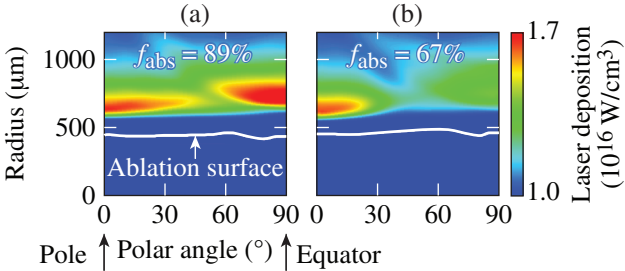 (a)
(b)
f_abs = 89%
f_abs = 67%
Radius (μm)
1000
500
0
Ablation surface
0 30 60 90
0 30 60 90
Polar angle (°)
Pole
Equator
1.7
1.0
Laser deposition
(10^16 W/cm^3)